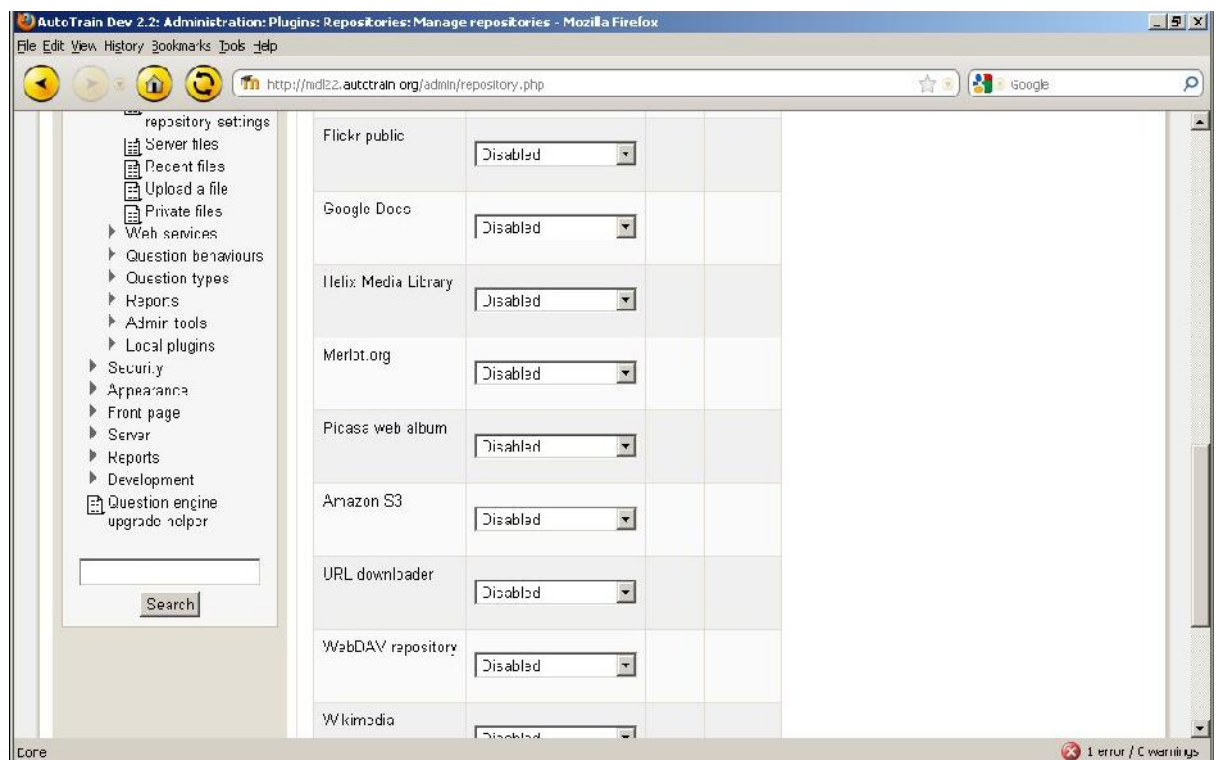 AutoTrain Dev 2.2: Administration: Plugins: Repositories: Manage repositories - Mozilla Firefox
File Edit View History Bookmarks Tools Help
http://mdl22.autotrain.org/admin/repository.php
Google
repository settings
Server files
Recent files
Upload a file
Private files
Web services
Question behaviours
Question types
Reports
Admin tools
Local plugins
Security
Appearance
Front page
Server
Reports
Development
Question engine
upgrade helper
Search
Flickr public
Disabled
Google Docs
Disabled
Helix Media Library
Disabled
Merlot.org
Disabled
Picasa web album
Disabled
Amazon S3
Disabled
URL downloader
Disabled
WebDAV repository
Disabled
Wikimedia
Disabled
Done
1 error / 0 warnings